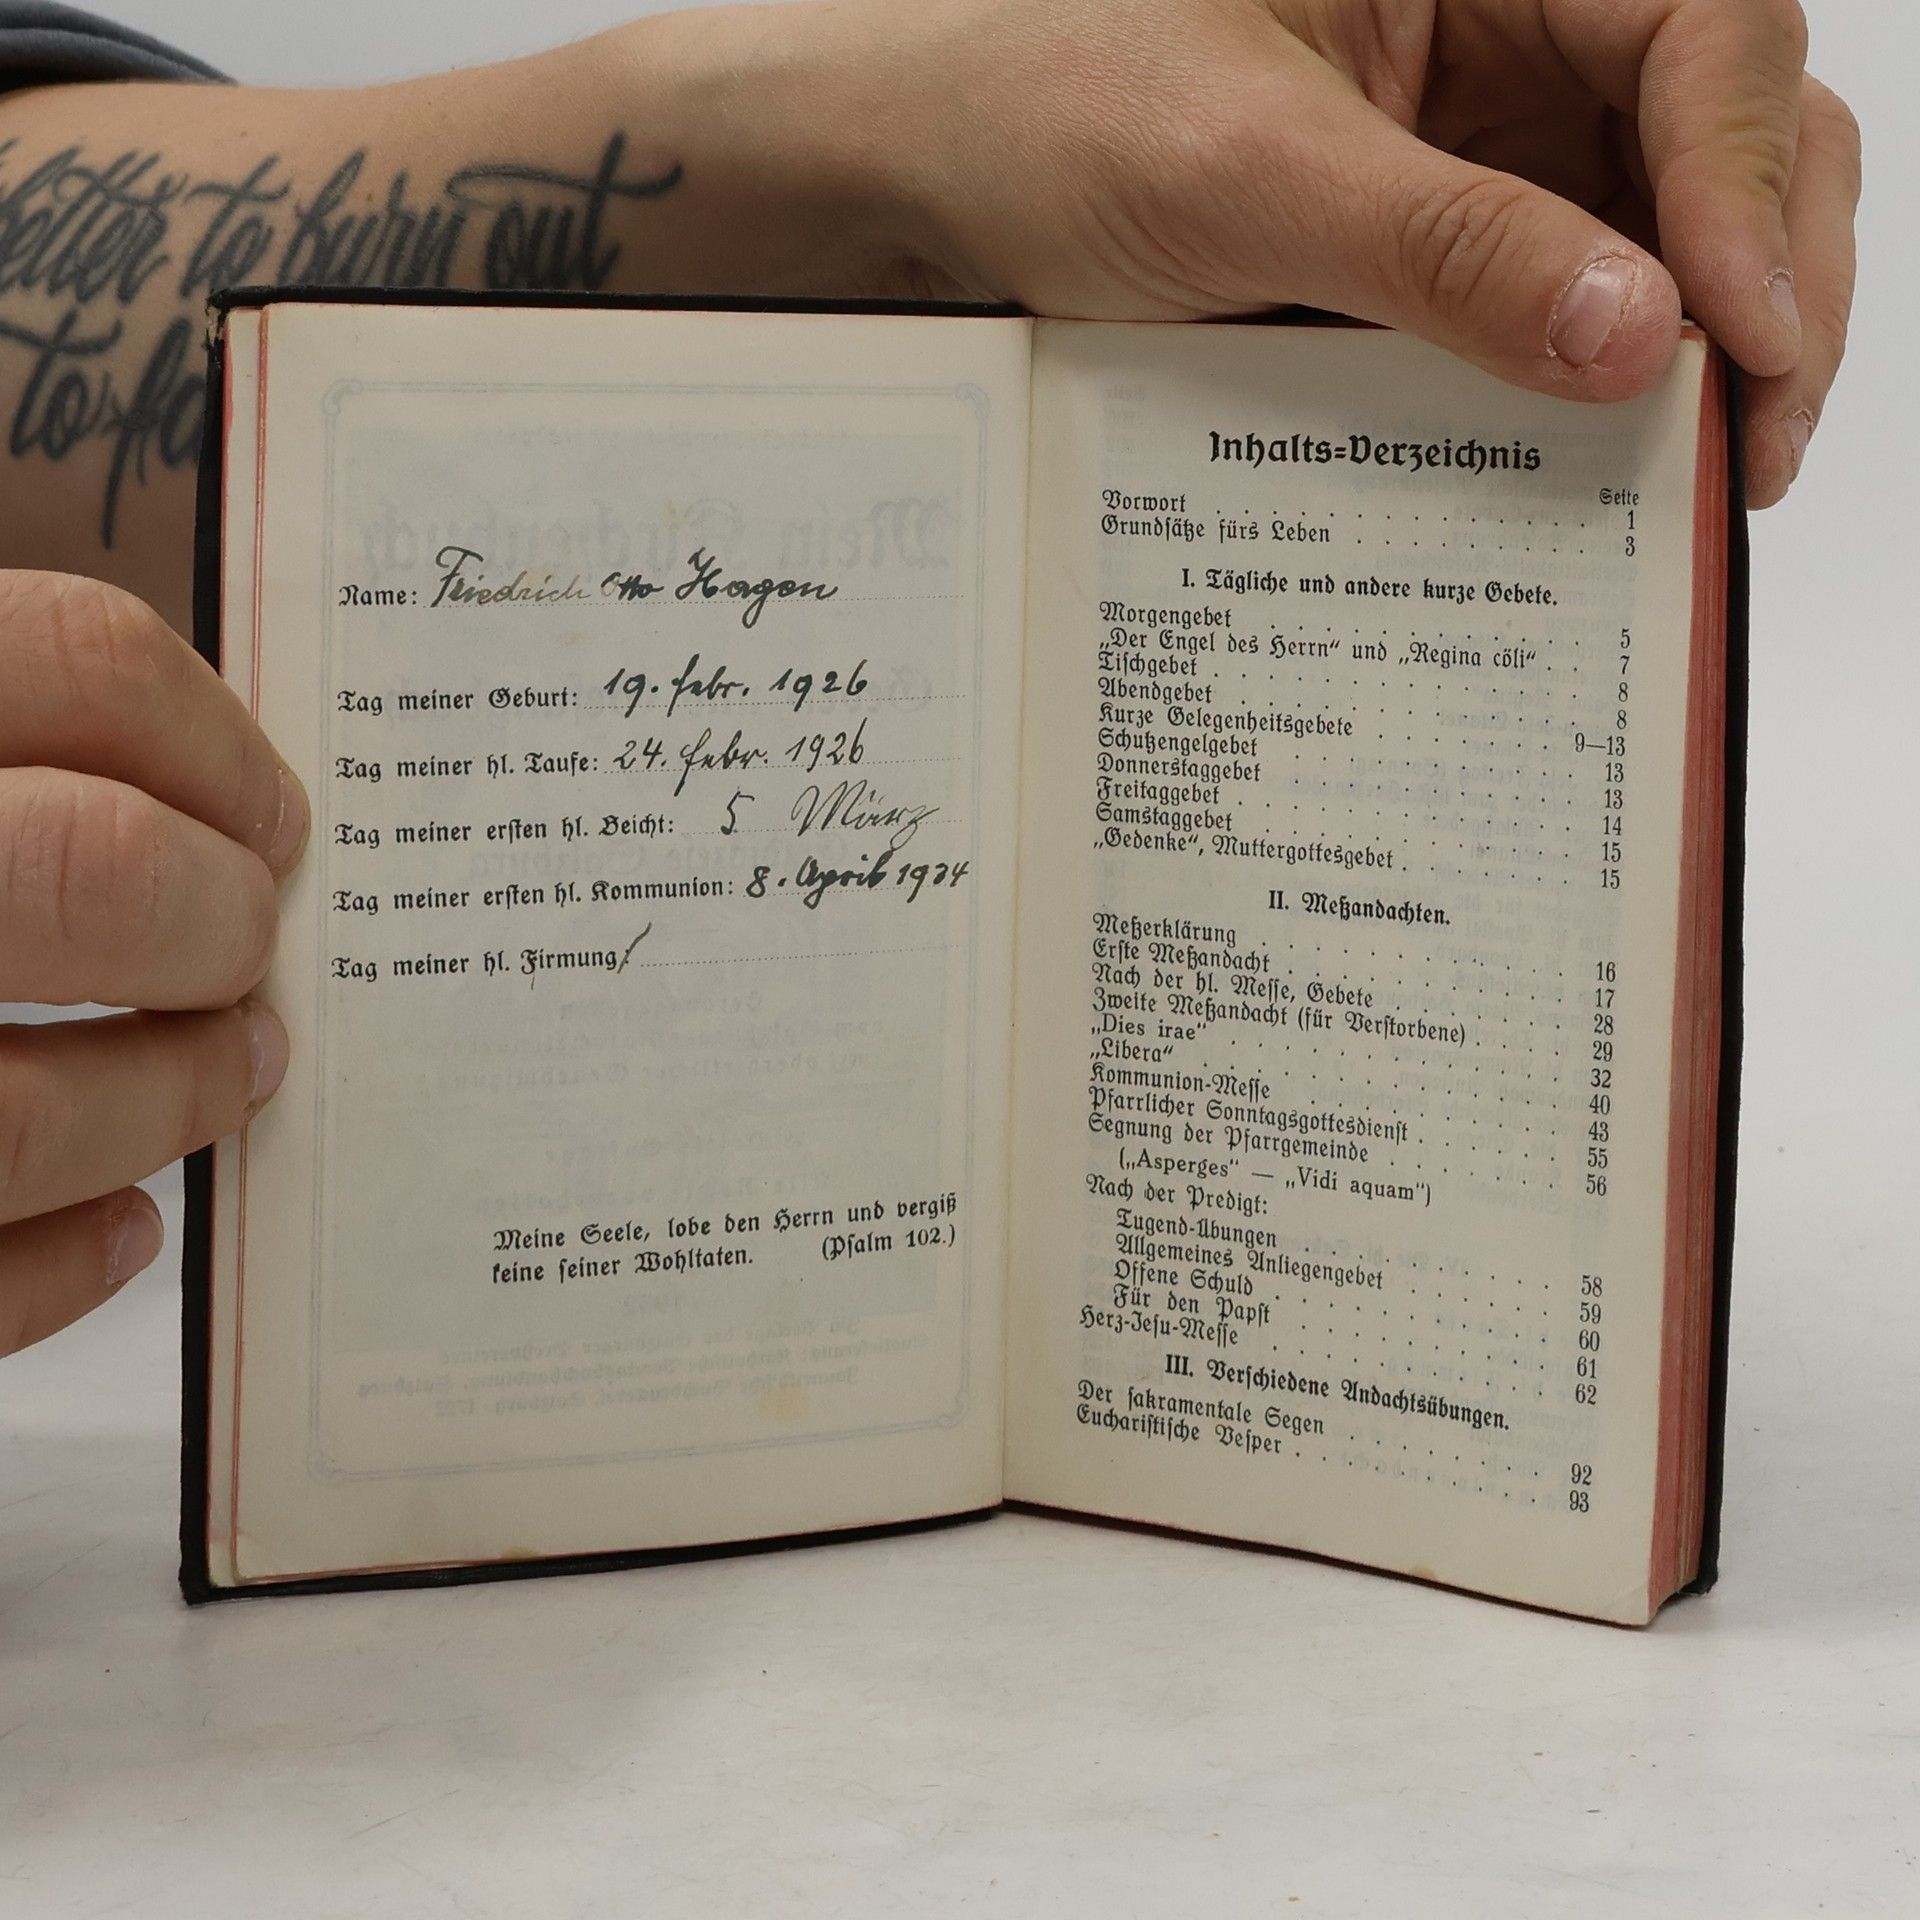 better to burn out
to fa
Name: Friedrich Otto Hagen
Tag meiner Geburt: 19. febr. 1926
Tag meiner hl. Taufe: 24. febr. 1926
Tag meiner ersten hl. Beicht: 5 März
Tag meiner ersten hl. Kommunion: 8. April 1934
Tag meiner hl. Firmung:
Meine Seele, lobe den Herrn und vergiß
keine seiner Wohltaten. (Psalm 102.)
Inhalts-Verzeichnis
Seite
Vorwort . . . . . . . . . . . . . . 1
Grundsätze fürs Leben . . . . . . . . . 3
I. Tägliche und andere kurze Gebete.
Morgengebet . . . . . . . . . . . . 5
„Der Engel des Herrn“ und „Regina cöli“ . . 7
Tischgebet . . . . . . . . . . . . . 8
Abendgebet . . . . . . . . . . . . . 8
Kurze Gelegenheitsgebete . . . . . . . 9—13
Schutzengelgebet . . . . . . . . . . . 13
Donnerstaggebet . . . . . . . . . . . 13
Freitaggebet . . . . . . . . . . . . 14
Samstaggebet . . . . . . . . . . . . 15
„Gedenke“, Muttergottesgebet . . . . . . 15
II. Meßandachten.
Meßerklärung . . . . . . . . . . . . 16
Erste Meßandacht . . . . . . . . . . . 17
Nach der hl. Messe, Gebete . . . . . . . 28
Zweite Meßandacht (für Verstorbene) . . . . 29
„Dies irae“ . . . . . . . . . . . . 32
„Libera“ . . . . . . . . . . . . . 40
Kommunion-Messe . . . . . . . . . . 43
Pfarrlicher Sonntagsgottesdienst . . . . . . 55
Segnung der Pfarrgemeinde . . . . . . . 56
(„Asperges“ — „Vidi aquam“)
Nach der Predigt:
Tugend-Übungen . . . . . . . . . . 58
Allgemeines Anliegengebet . . . . . . . 59
Offene Schuld . . . . . . . . . . . 60
Für den Papst . . . . . . . . . . . 61
Herz-Jesu-Messe . . . . . . . . . . . 62
III. Verschiedene Andachtsübungen.
Der sakramentale Segen . . . . . . . . 92
Eucharistische Vesper . . . . . . . . . 93